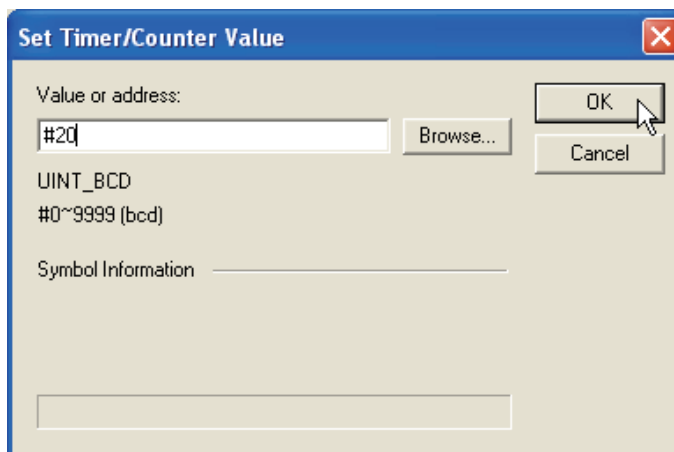 Set Timer/Counter Value
Value or address:
#20
Browse...
OK
Cancel
UINT_BCD
#0~9999 (bcd)
Symbol Information